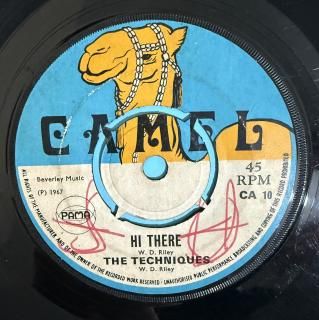 CAMEL
Beverley Music
(P) 1967
45
RPM
CA 10
PAMA
HI THERE
W. D. Riley
THE TECHNIQUES
W. D. Riley
ALL RIGHTS OF THE MANUFACTURER AND OF THE OWNER OF THE RECORDED WORK RESERVED · UNAUTHORISED PUBLIC PERFORMANCE, BROADCASTING AND COPYING OF THIS RECORD PROHIBITED